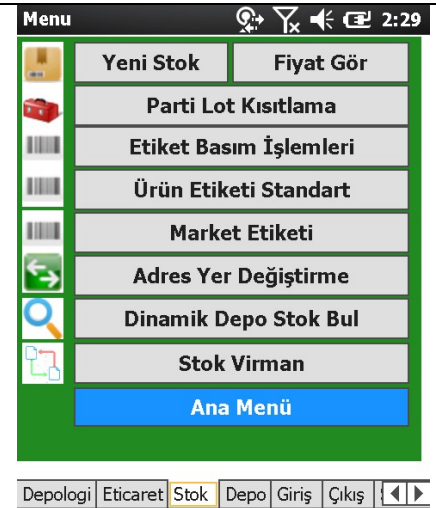 Menu 2:29
Yeni Stok Fiyat Gör
Parti Lot Kısıtlama
Etiket Basım İşlemleri
Ürün Etiketi Standart
Market Etiketi
Adres Yer Değiştirme
Dinamik Depo Stok Bul
Stok Virman
Ana Menü
Depologi Eticaret Stok Depo Giriş Çıkış